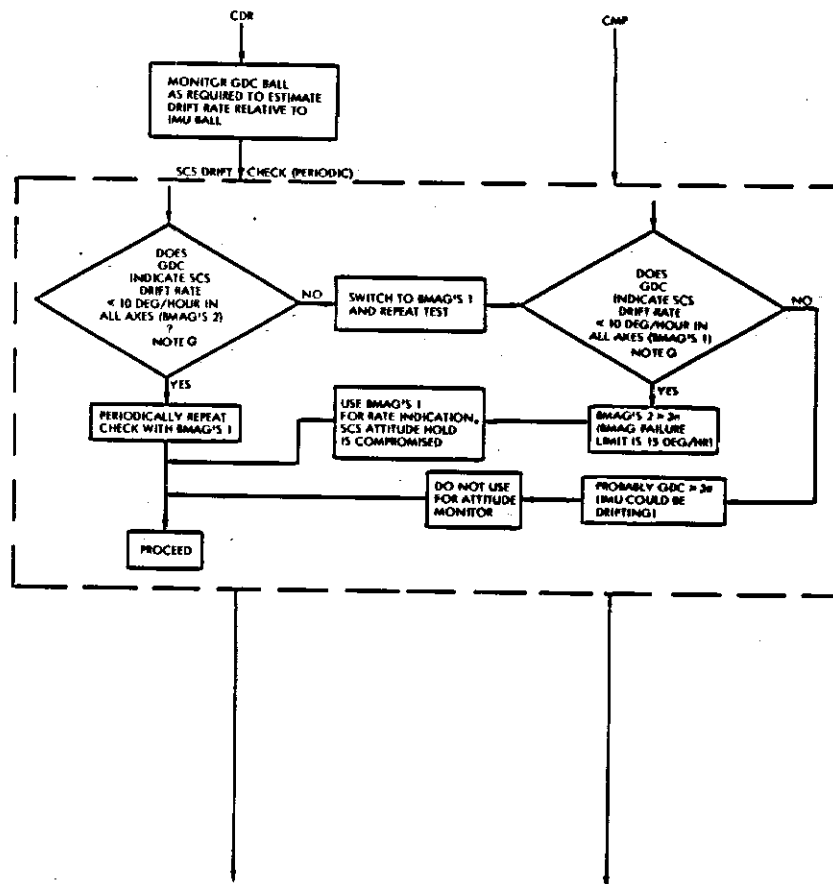 CDR
CMP
MONITOR GDC BALL
AS REQUIRED TO ESTIMATE
DRIFT RATE RELATIVE TO
IMU BALL
SCS DRIFT CHECK (PERIODIC)
DOES
GDC
INDICATE SCS
DRIFT RATE
< 10 DEG/HOUR IN
ALL AXES (BMAG'S 2)
?
NOTE G
NO
SWITCH TO BMAG'S 1
AND REPEAT TEST
DOES
GDC
INDICATE SCS
DRIFT RATE
< 10 DEG/HOUR IN
ALL AXES (BMAG'S 1)
NOTE G
NO
YES
PERIODICALLY REPEAT
CHECK WITH BMAG'S 1
USE BMAG'S 1
FOR RATE INDICATION.
SCS ATTITUDE HOLD
IS COMPROMISED
YES
BMAG'S 2 > 3σ
(BMAG FAILURE
LIMIT IS 15 DEG/HR)
DO NOT USE
FOR ATTITUDE
MONITOR
PROBABLY GDC > 3σ
(IMU COULD BE
DRIFTING)
PROCEED